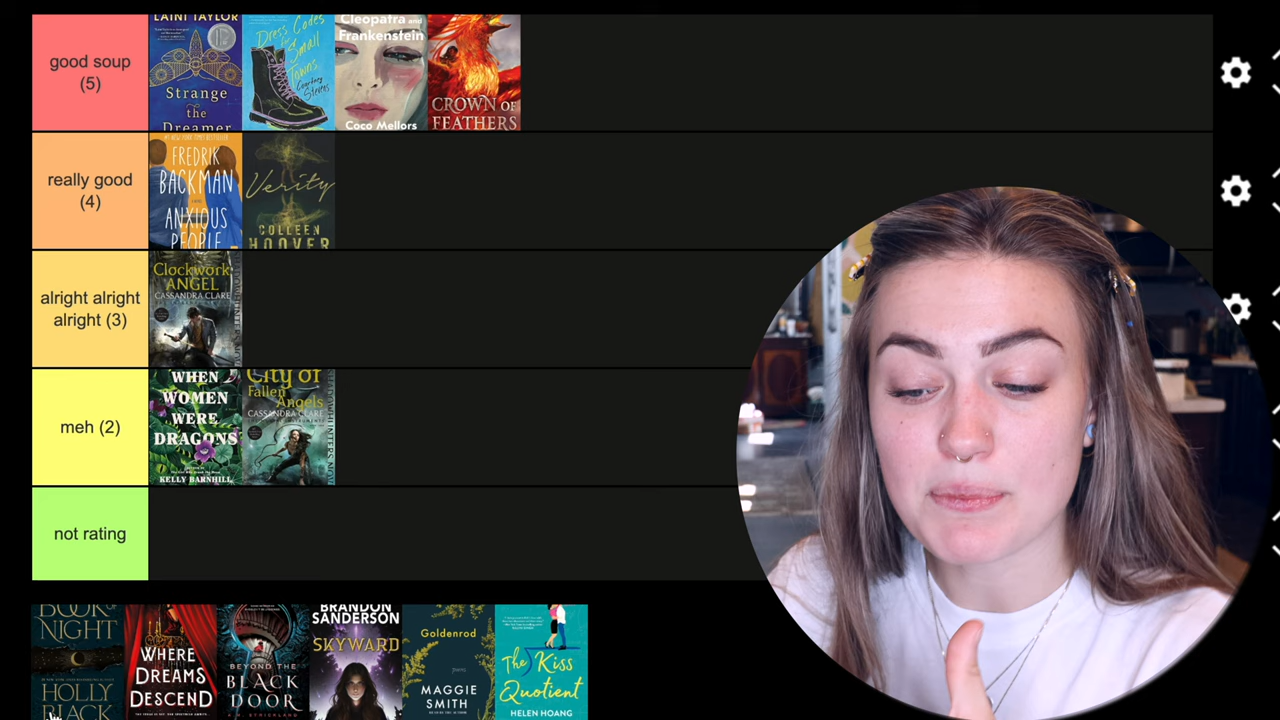 good soup
(5)
LAINI TAYLOR
Strange
the
Dreamer
Dress Codes
for
Small
Towns
Courtney
Stevens
Cleopatra and
Frankenstein
Coco Mellors
CROWN OF
FEATHERS
really good
(4)
FREDRIK
BACKMAN
ANXIOUS
PEOPLE
Verity
COLLEEN
HOOVER
alright alright
alright (3)
Clockwork
ANGEL
CASSANDRA CLARE
meh (2)
WHEN
WOMEN
WERE
DRAGONS
KELLY BARNHILL
City of
Fallen
Angels
CASSANDRA CLARE
not rating
BOOK OF
NIGHT
HOLLY
BLACK
WHERE
DREAMS
DESCEND
BEYOND THE
BLACK
DOOR
BRANDON
SANDERSON
SKYWARD
Goldenrod
poems
MAGGIE
SMITH
The Kiss
Quotient
HELEN HOANG